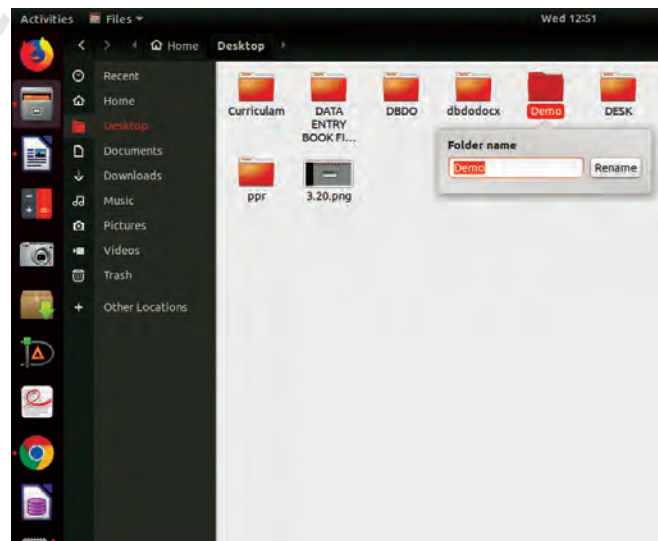 Activities Files Wed 12:51
Home Desktop
Recent
Home
Desktop
Documents
Downloads
Music
Pictures
Videos
Trash
+ Other Locations
Curriculam DATA ENTRY BOOK FI... DBDO dbdodocx Demo DESK
Folder name
Demo Rename
ppr 3.20.png